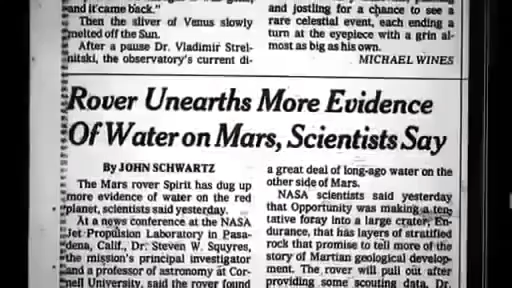 and it came back."
Then the sliver of Venus slowly
melted off the Sun.
After a pause Dr. Vladimir Strel-
nitski, the observatory's current di-
and jostling for a chance to see a
rare celestial event, each ending a
turn at the eyepiece with a grin al-
most as big as his own.
MICHAEL WINES
Rover Unearths More Evidence
Of Water on Mars, Scientists Say
By JOHN SCHWARTZ
The Mars rover Spirit has dug up
more evidence of water on the red
planet, scientists said yesterday.
At a news conference at the NASA
Jet Propulsion Laboratory in Pasa-
dena, Calif., Dr. Steven W. Squyres,
the mission's principal investigator
and a professor of astronomy at Cor-
nell University, said the rover found
a great deal of long-ago water on the
other side of Mars.
NASA scientists said yesterday
that Opportunity was making a ten-
tative foray into a large crater, En-
durance, that has layers of stratified
rock that promise to tell more of the
story of Martian geological develop-
ment. The rover will pull out after
providing some scouting data, Dr.